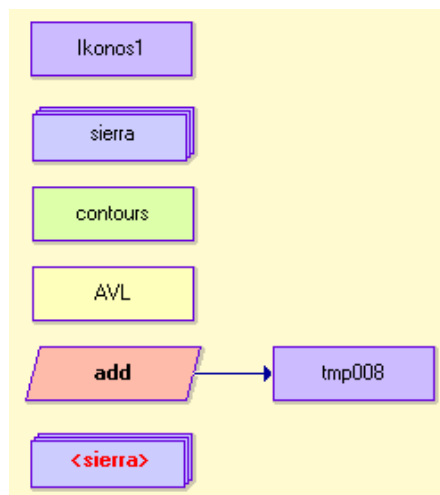 Ikonos1
sierra
contours
AVL
add tmp008
<sierra>